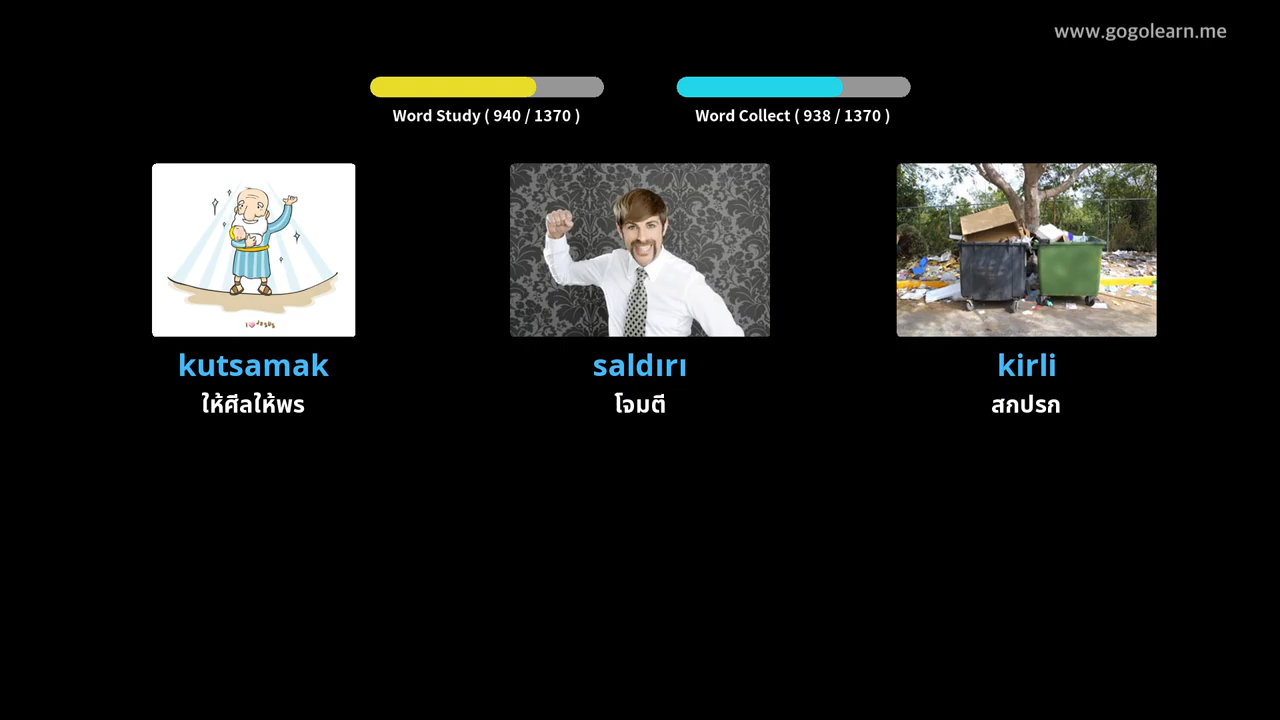 www.gogolearn.me
Word Study ( 940 / 1370 )
Word Collect ( 938 / 1370 )
I ♥ JESUS
kutsamak
saldırı
kirli
ให้ศีลให้พร
โจมตี
สกปรก